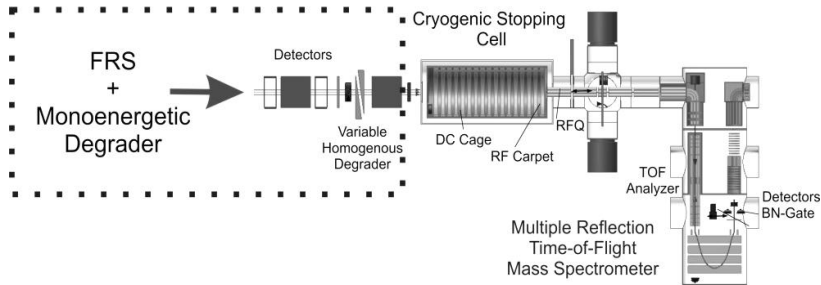 Cryogenic Stopping
Cell
FRS
+
Monoenergetic
Degrader
Detectors
Variable
Homogenous
Degrader
DC Cage
RF Carpet
RFQ
TOF
Analyzer
Detectors
BN-Gate
Multiple Reflection
Time-of-Flight
Mass Spectrometer